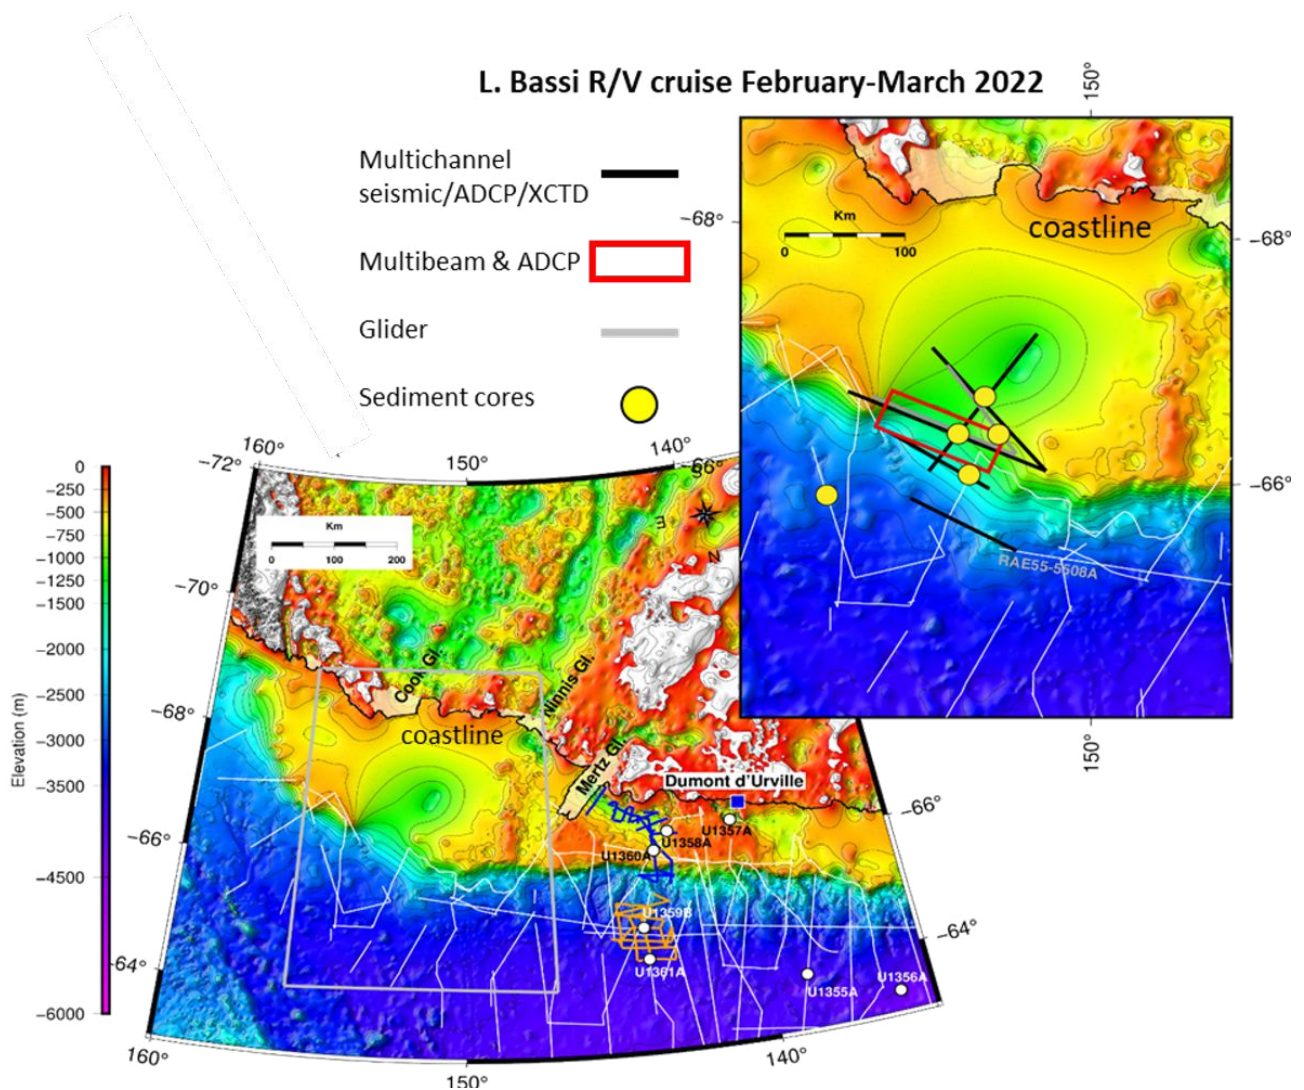 L. Bassi R/V cruise February-March 2022
Multichannel
seismic/ADCP/XCTD
Multibeam & ADCP
Glider
Sediment cores
150°
−68°
Km
0 100
coastline
−68°
−66°
RAE55-5508A
150°
160°
−72°
150°
140°
−66°
S
E
N
Km
0 100 200
−70°
−68°
−66°
−64°
Cook Gl.
Ninnis Gl.
Mertz Gl.
coastline
Dumont d'Urville
U1357A
U1358A
U1360A
U1359B
U1361A
U1355A
U1356A
−66°
−64°
160°
150°
140°
Elevation (m)
0
−250
−500
−750
−1000
−1250
−1500
−2000
−2500
−3000
−3500
−4500
−6000